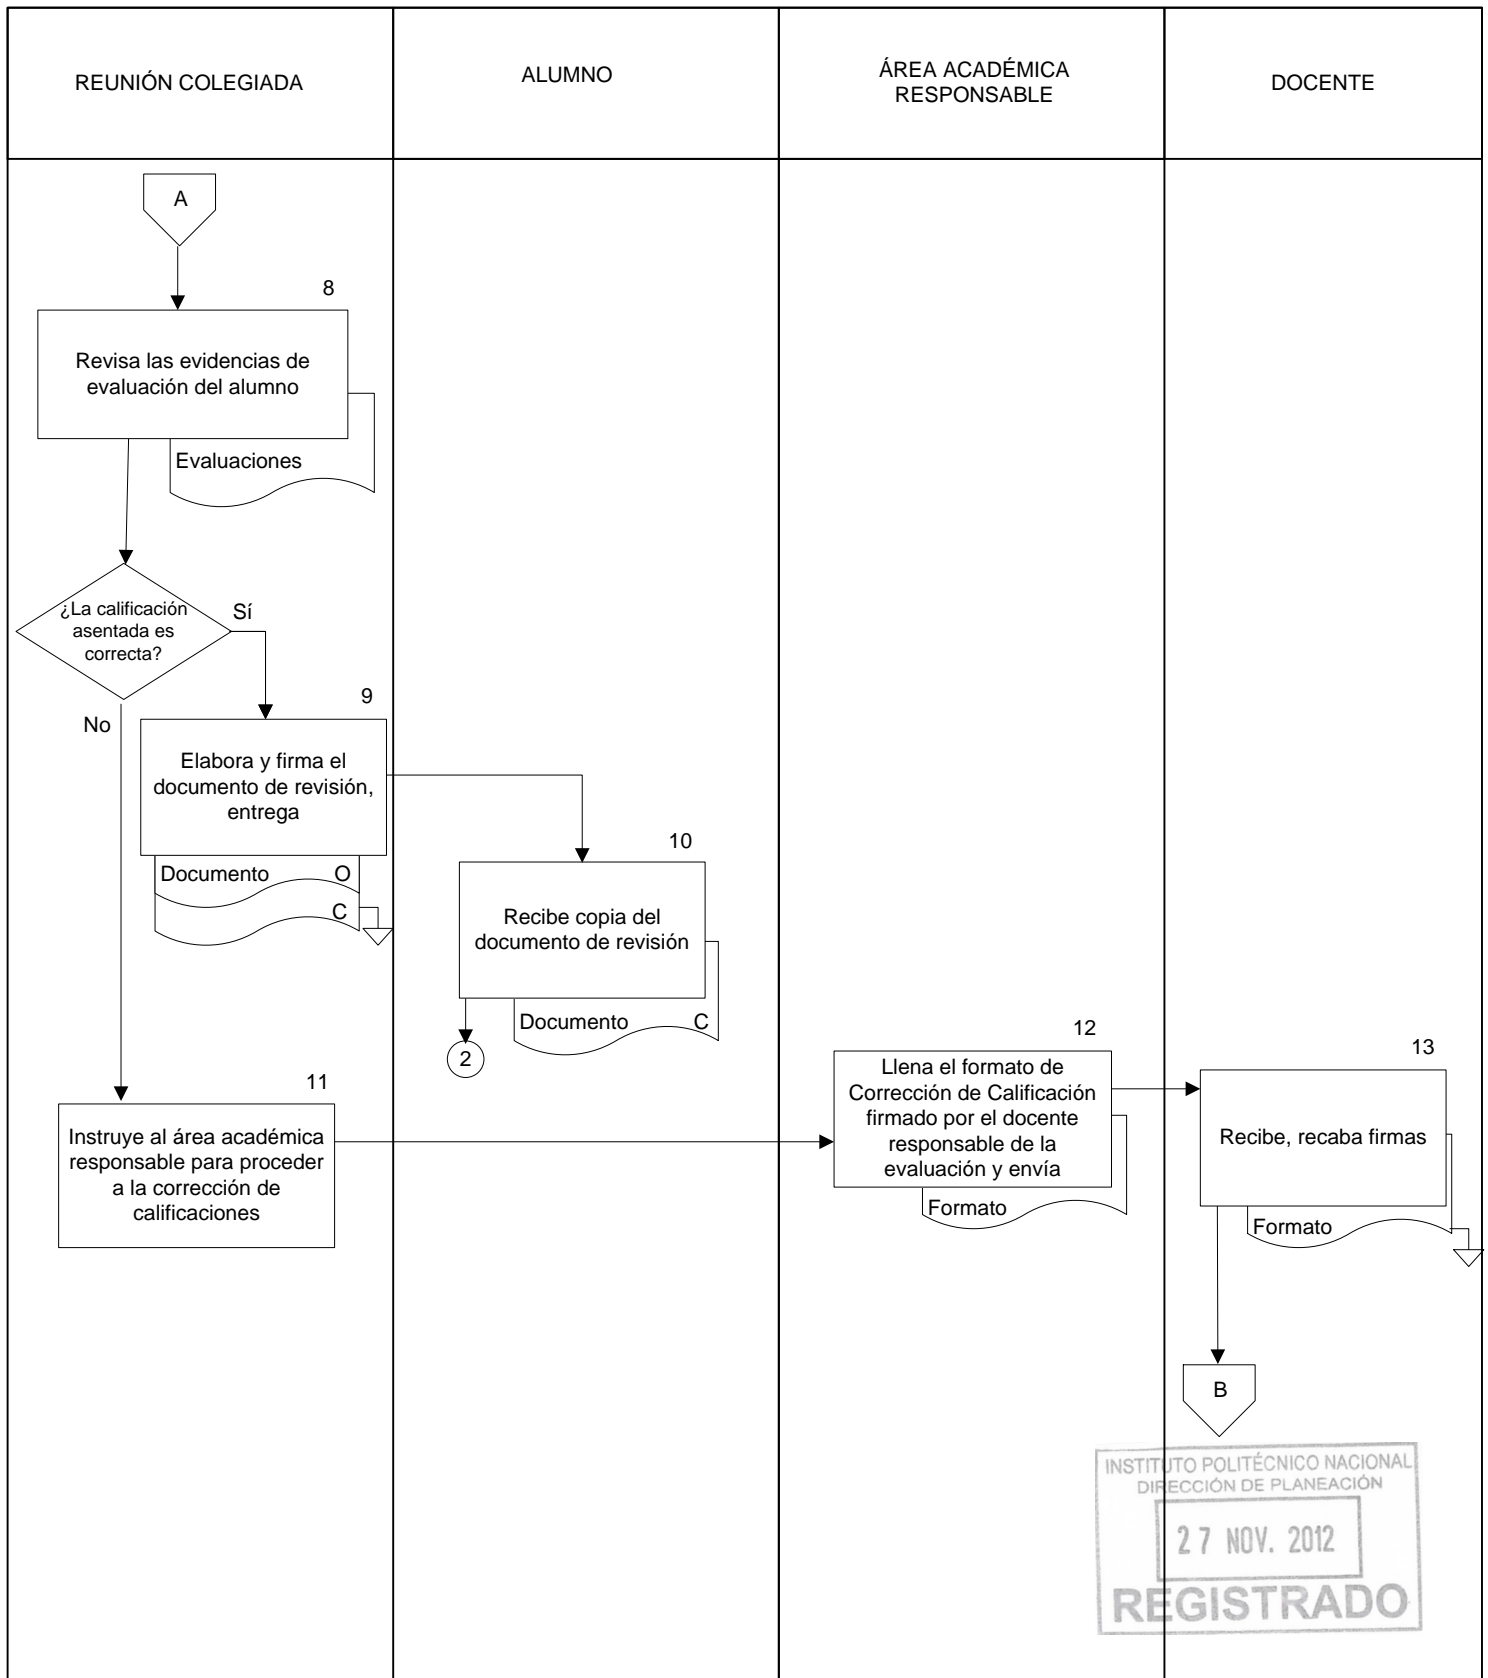 REUNIÓN COLEGIADA
ALUMNO
ÁREA ACADÉMICA
RESPONSABLE
DOCENTE
A
8
Revisa las evidencias de
evaluación del alumno
Evaluaciones
¿La calificación
asentada es
correcta?
Sí
No
9
Elabora y firma el
documento de revisión,
entrega
Documento O
C
10
Recibe copia del
documento de revisión
Documento C
2
11
Instruye al área académica
responsable para proceder
a la corrección de
calificaciones
12
Llena el formato de
Corrección de Calificación
firmado por el docente
responsable de la
evaluación y envía
Formato
13
Recibe, recaba firmas
Formato
B
INSTITUTO POLITÉCNICO NACIONAL
DIRECCIÓN DE PLANEACIÓN
27 NOV. 2012
REGISTRADO